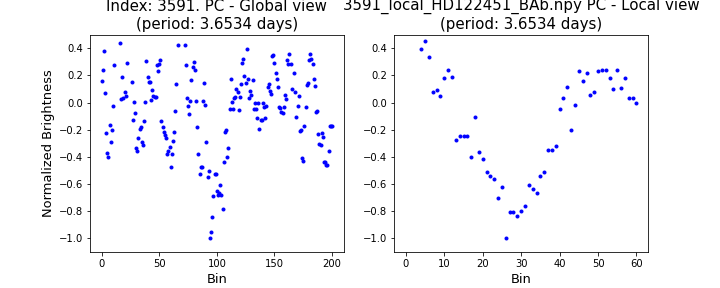 Index: 3591. PC - Global view
(period: 3.6534 days)
3591_local_HD122451_BAb.npy PC - Local view
(period: 3.6534 days)
Normalized Brightness
0.4
0.2
0.0
−0.2
−0.4
−0.6
−0.8
−1.0
0 50 100 150 200
Bin
0.4
0.2
0.0
−0.2
−0.4
−0.6
−0.8
−1.0
0 10 20 30 40 50 60
Bin